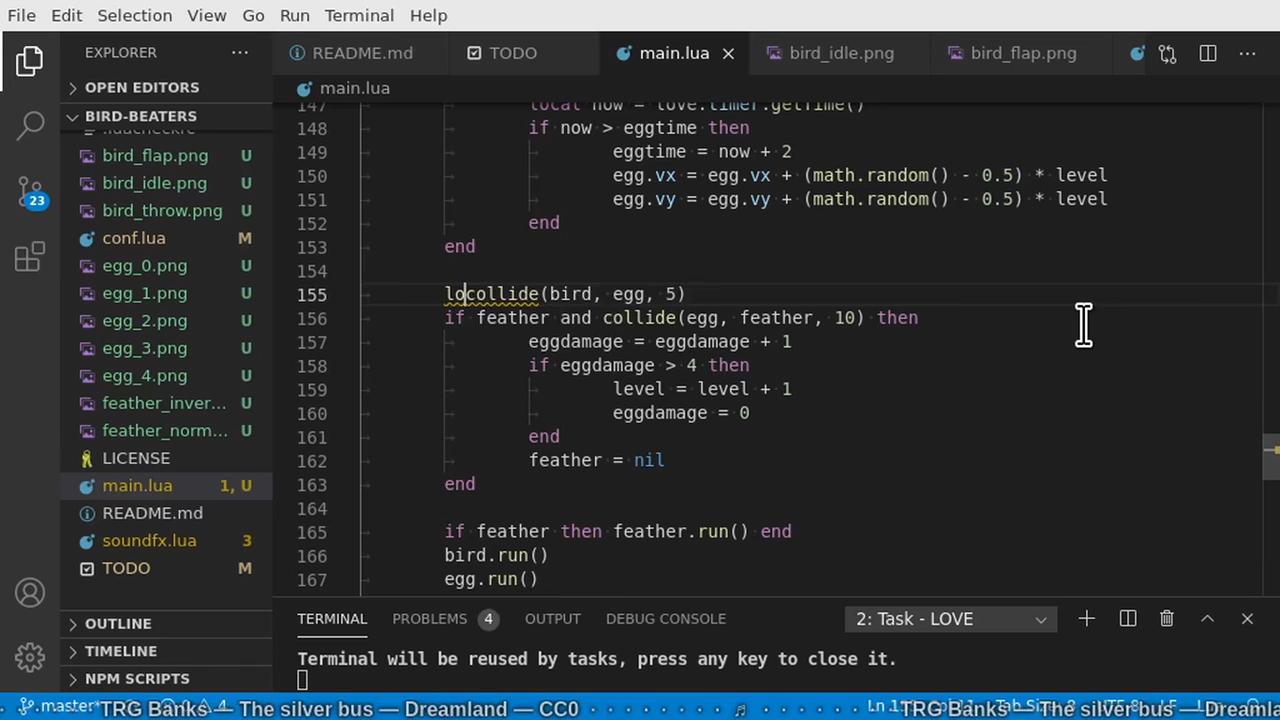 File Edit Selection View Go Run Terminal Help
EXPLORER
README.md TODO main.lua bird_idle.png bird_flap.png
OPEN EDITORS
main.lua
BIRD-BEATERS
bird_flap.png U
bird_idle.png U
bird_throw.png U
conf.lua M
egg_0.png U
egg_1.png U
egg_2.png U
egg_3.png U
egg_4.png U
feather_inver... U
feather_norm... U
LICENSE
main.lua 1, U
README.md
soundfx.lua 3
TODO M
OUTLINE
TIMELINE
NPM SCRIPTS
23
147 local now = love.timer.getTime()
148 if now > eggtime then
149 eggtime = now + 2
150 egg.vx = egg.vx + (math.random() - 0.5) * level
151 egg.vy = egg.vy + (math.random() - 0.5) * level
152 end
153 end
154
155 locollide(bird, egg, 5)
156 if feather and collide(egg, feather, 10) then
157 eggdamage = eggdamage + 1
158 if eggdamage > 4 then
159 level = level + 1
160 eggdamage = 0
161 end
162 feather = nil
163 end
164
165 if feather then feather.run() end
166 bird.run()
167 egg.run()
TERMINAL PROBLEMS 4 OUTPUT DEBUG CONSOLE 2: Task - LOVE
Terminal will be reused by tasks, press any key to close it.
master* TRG Banks — The silver bus — Dreamland — CC0 TRG Banks — The silver bus — Dreamla